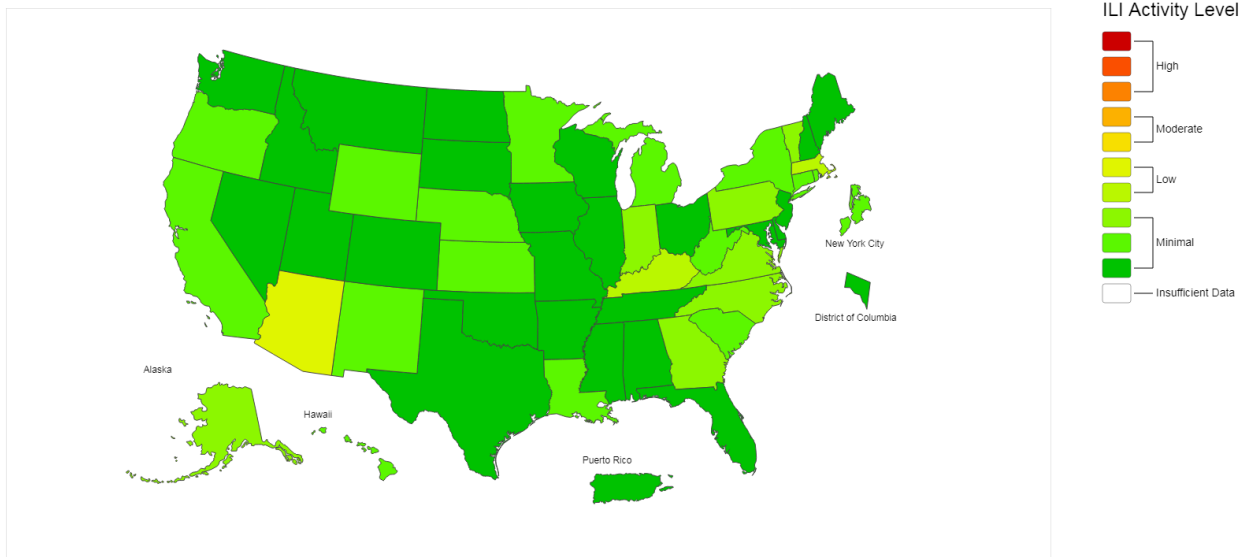 ILI Activity Level
High
Moderate
Low
Minimal
Insufficient Data
New York City
District of Columbia
Alaska
Hawaii
Puerto Rico